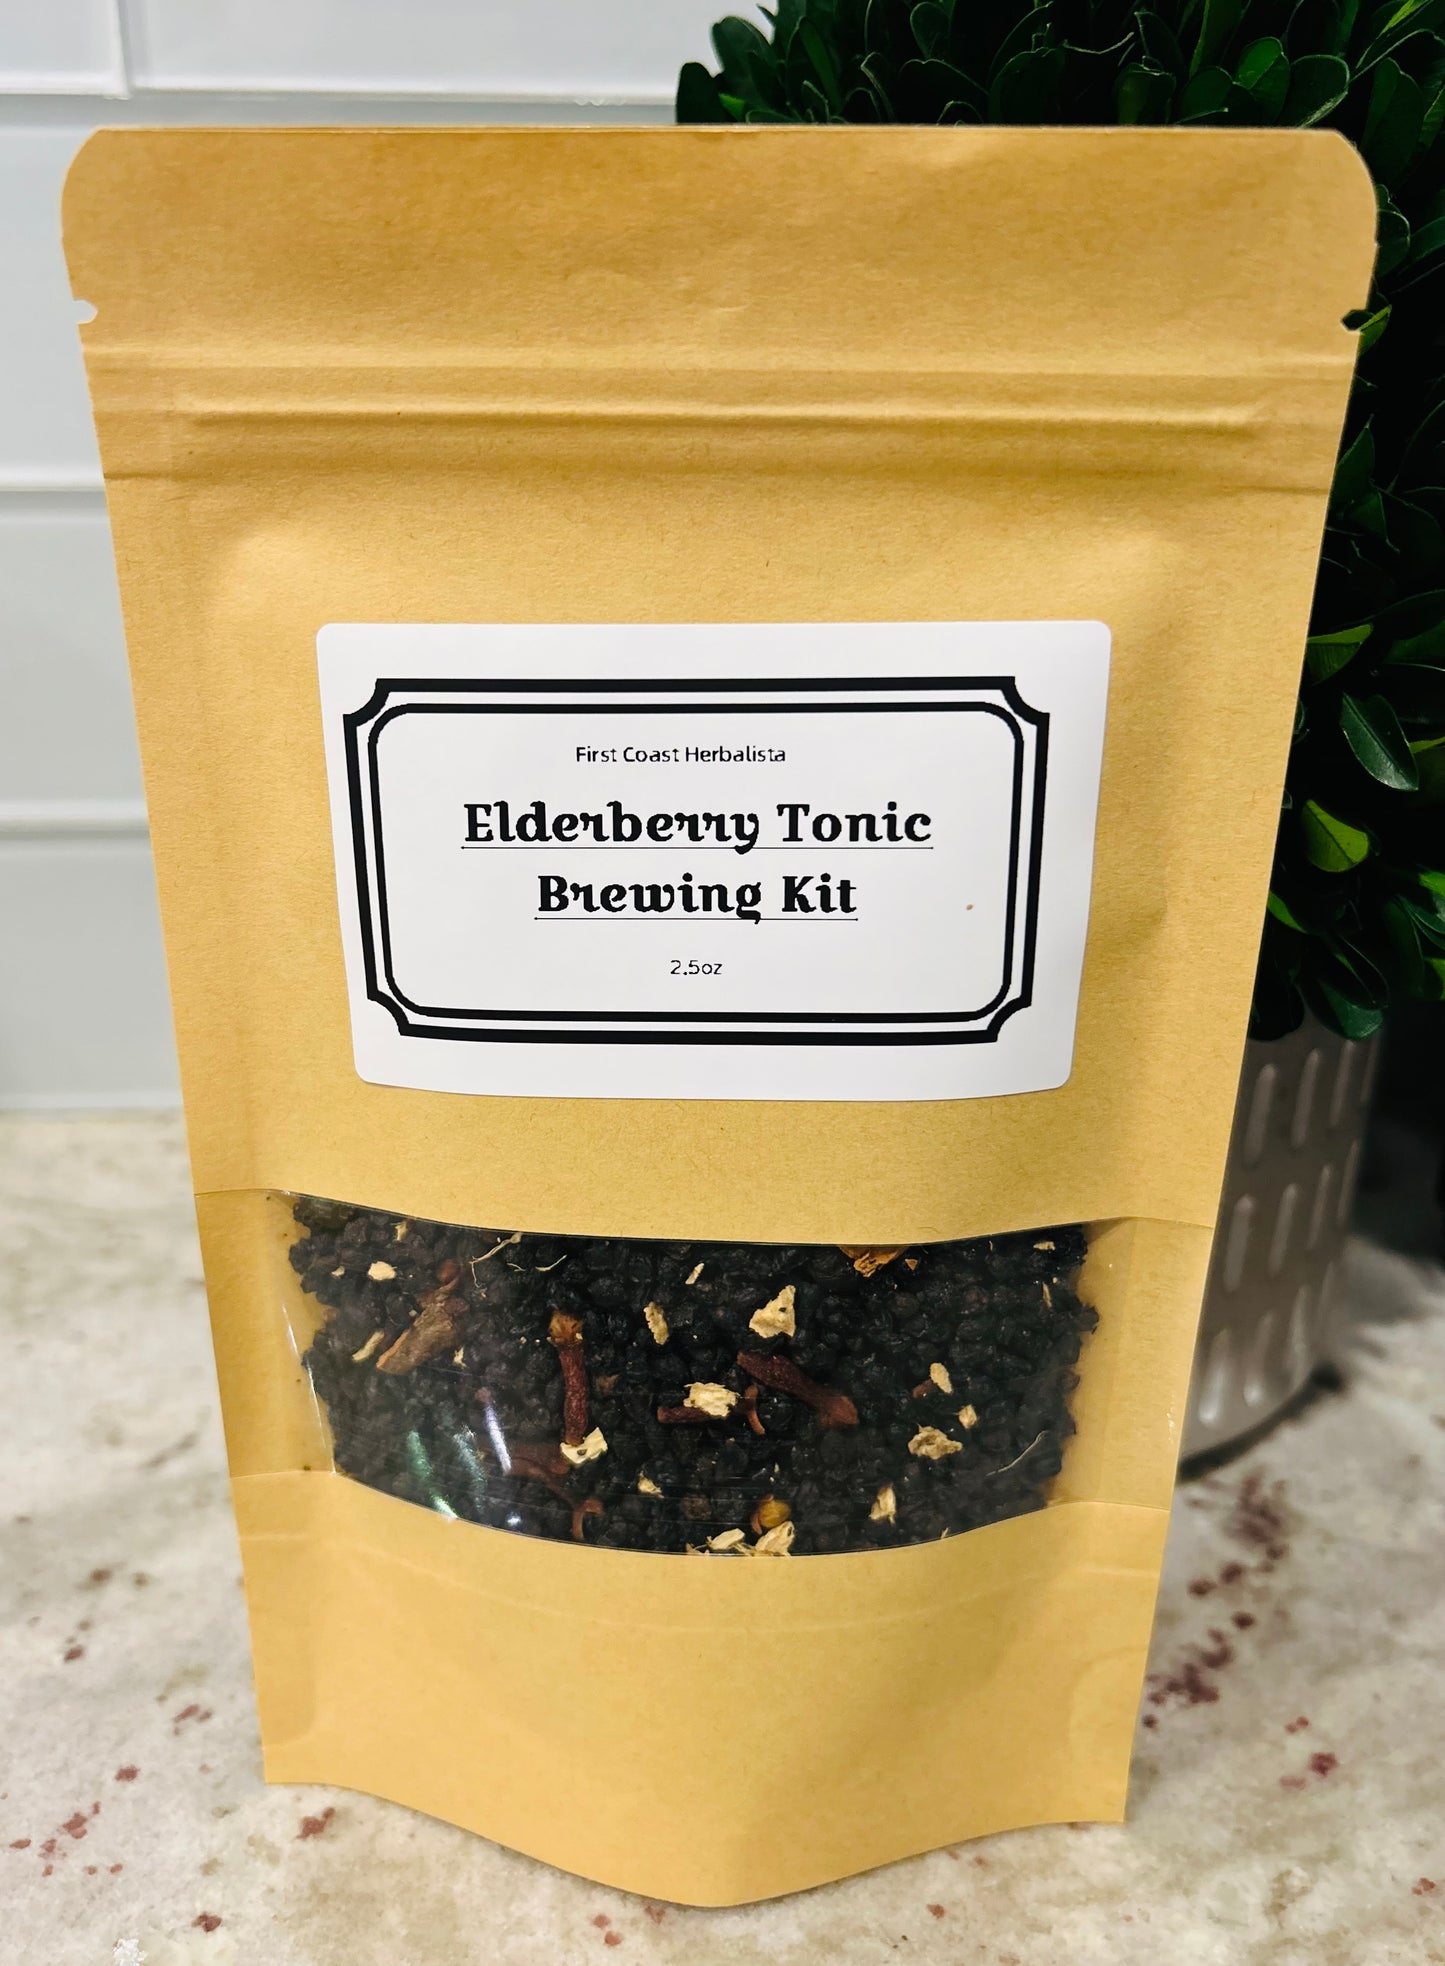 First Coast Herbalista
Elderberry Tonic
Brewing Kit
2.5oz